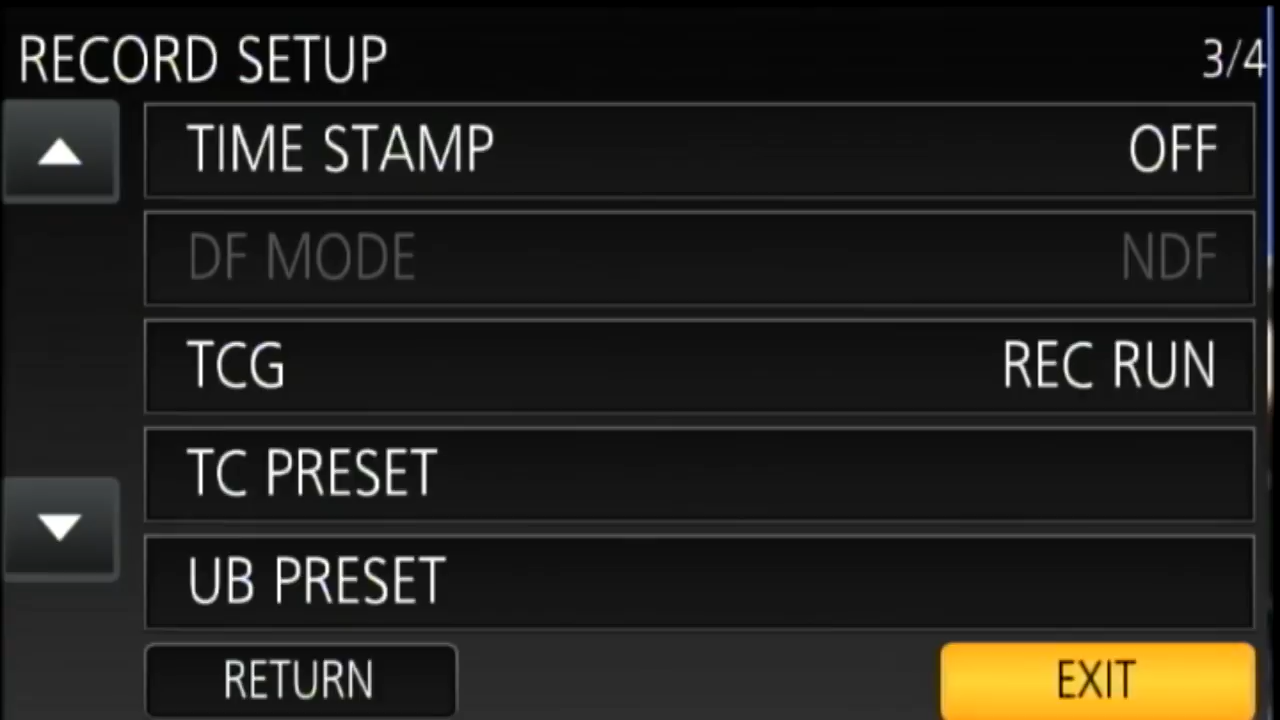 RECORD SETUP 3/4
TIME STAMP OFF
DF MODE NDF
TCG REC RUN
TC PRESET
UB PRESET
RETURN EXIT